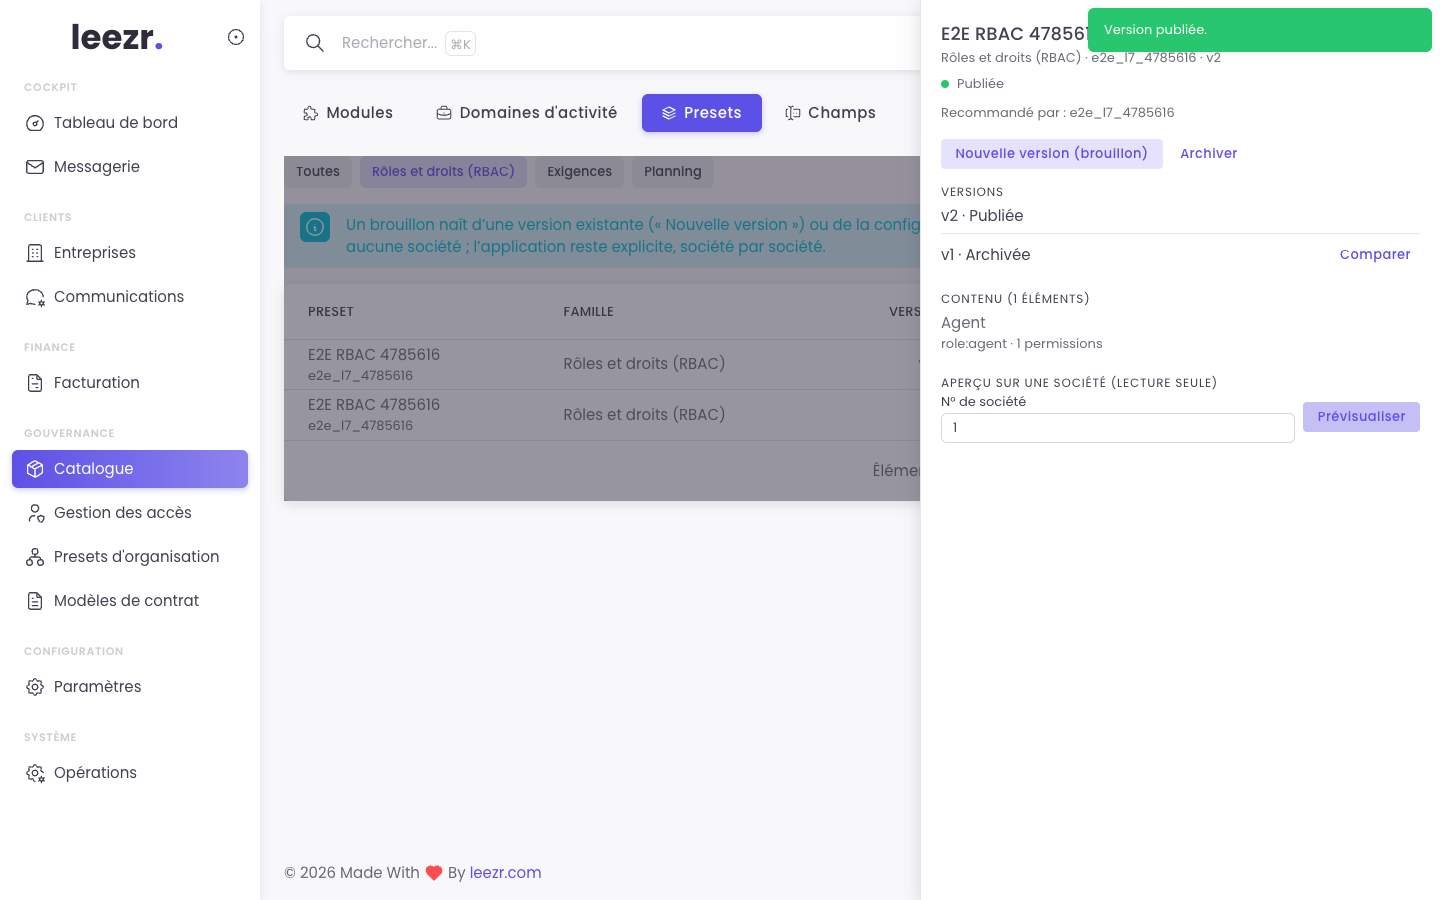 leezr.
COCKPIT
Tableau de bord
Messagerie
CLIENTS
Entreprises
Communications
FINANCE
Facturation
GOUVERNANCE
Catalogue
Gestion des accès
Presets d'organisation
Modèles de contrat
CONFIGURATION
Paramètres
SYSTÈME
Opérations
Rechercher... ⌘K
Modules
Domaines d'activité
Presets
Champs
Toutes
Rôles et droits (RBAC)
Exigences
Planning
Un brouillon naît d’une version existante (« Nouvelle version ») ou de la
aucune société ; l’application reste explicite, société par société.
PRESET FAMILLE
E2E RBAC 4785616
e2e_l7_4785616
Rôles et droits (RBAC)
E2E RBAC 4785616
e2e_l7_4785616
Rôles et droits (RBAC)
© 2026 Made With ❤ By leezr.com
Version publiée.
E2E RBAC
Rôles et droits (RBAC) · e2e_l7_4785616 · v2
Publiée
Recommandé par : e2e_l7_4785616
Nouvelle version (brouillon)
Archiver
VERSIONS
v2 · Publiée
v1 · Archivée
Comparer
CONTENU (1 ÉLÉMENTS)
Agent
role:agent · 1 permissions
APERÇU SUR UNE SOCIÉTÉ (LECTURE SEULE)
Nº de société
1
Prévisualiser